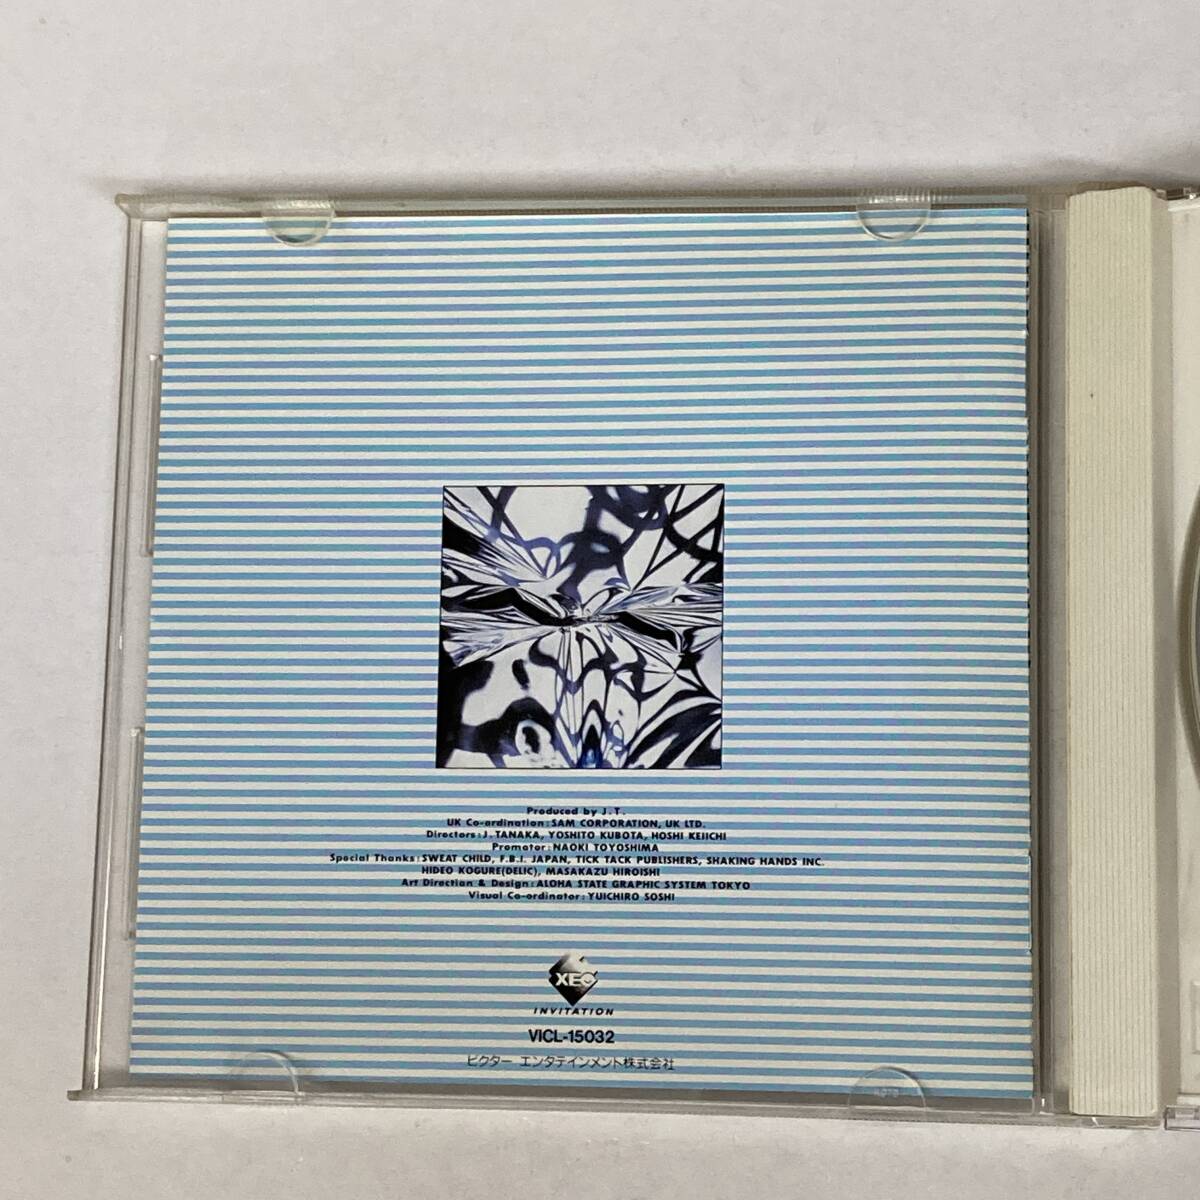 Produced by J.T.
UK Co-ordination:SAM CORPORATION, UK LTD.
Directors:J. TANAKA, YOSHITO KUBOTA, HOSHI KEIICHI
Promoter:NAOKI TOYOSHIMA
Special Thanks:SWEAT CHILD, F.B.I. JAPAN, TICK TACK PUBLISHERS, SHAKING HANDS INC.
HIDEO KOGURE(DELIC), MASAKAZU HIROISHI
Art Direction & Design:ALOHA STATE GRAPHIC SYSTEM TOKYO
Visual Co-ordinator:YUICHIRO SOSHI
XEO
INVITATION
VICL-15032
ビクター エンタテインメント株式会社